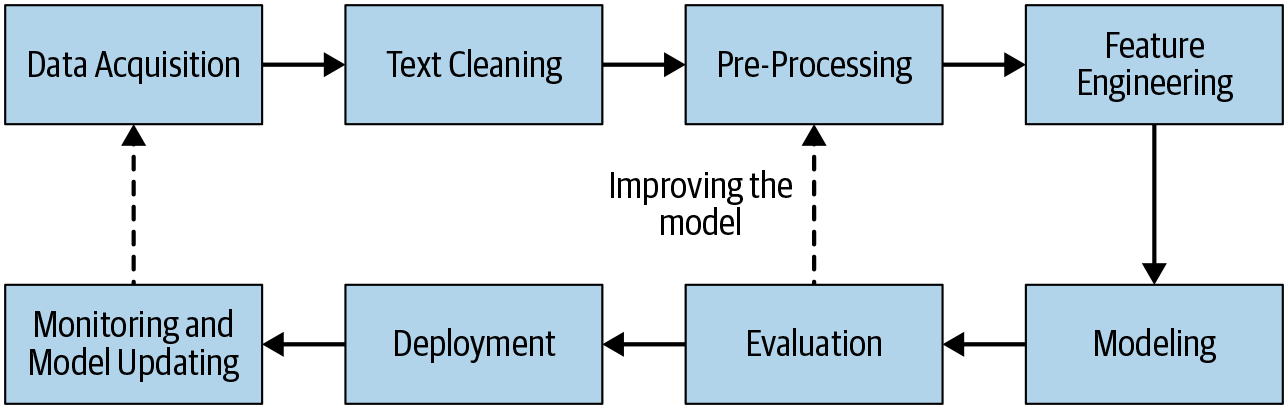 Data Acquisition
Text Cleaning
Pre-Processing
Feature
Engineering
Improving the
model
Monitoring and
Model Updating
Deployment
Evaluation
Modeling